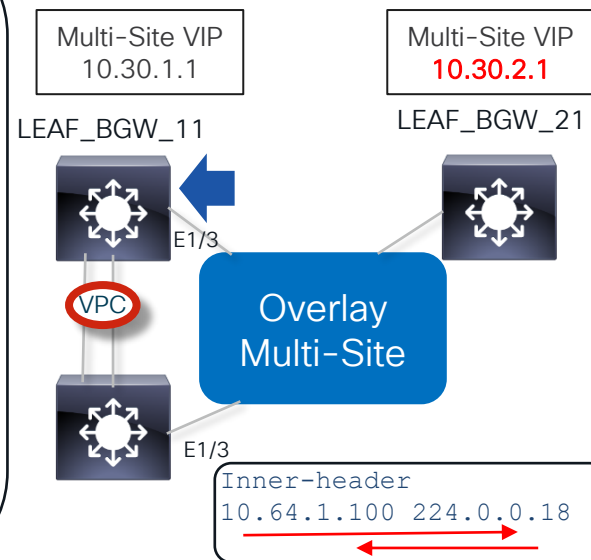 Multi-Site VIP
10.30.1.1
Multi-Site VIP
10.30.2.1
LEAF_BGW_11
LEAF_BGW_21
E1/3
VPC
Overlay
Multi-Site
E1/3
Inner-header
10.64.1.100 224.0.0.18